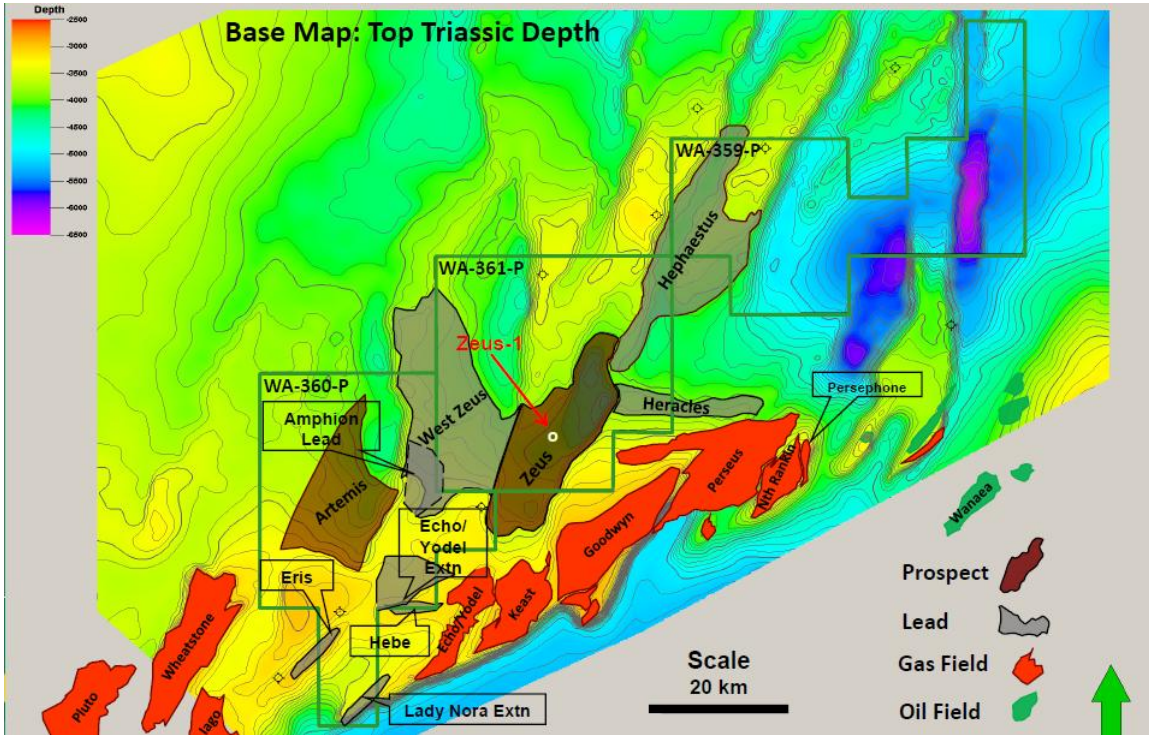 Depth
-2500
-3000
-3500
-4000
-4500
-5000
-5500
-6000
-6500
Base Map: Top Triassic Depth
WA-359-P
Hephaestus
WA-361-P
Zeus-1
WA-360-P
Amphion
Lead
West Zeus
Heracles
Persephone
Artemis
Zeus
Perseus
Nth Rankin
Goodwyn
Wanaea
Echo/
Yodel
Extn
Eris
Hebe
Echo/Yodel
Keast
Wheatstone
Pluto
Iago
Lady Nora Extn
Scale
20 km
Prospect
Lead
Gas Field
Oil Field